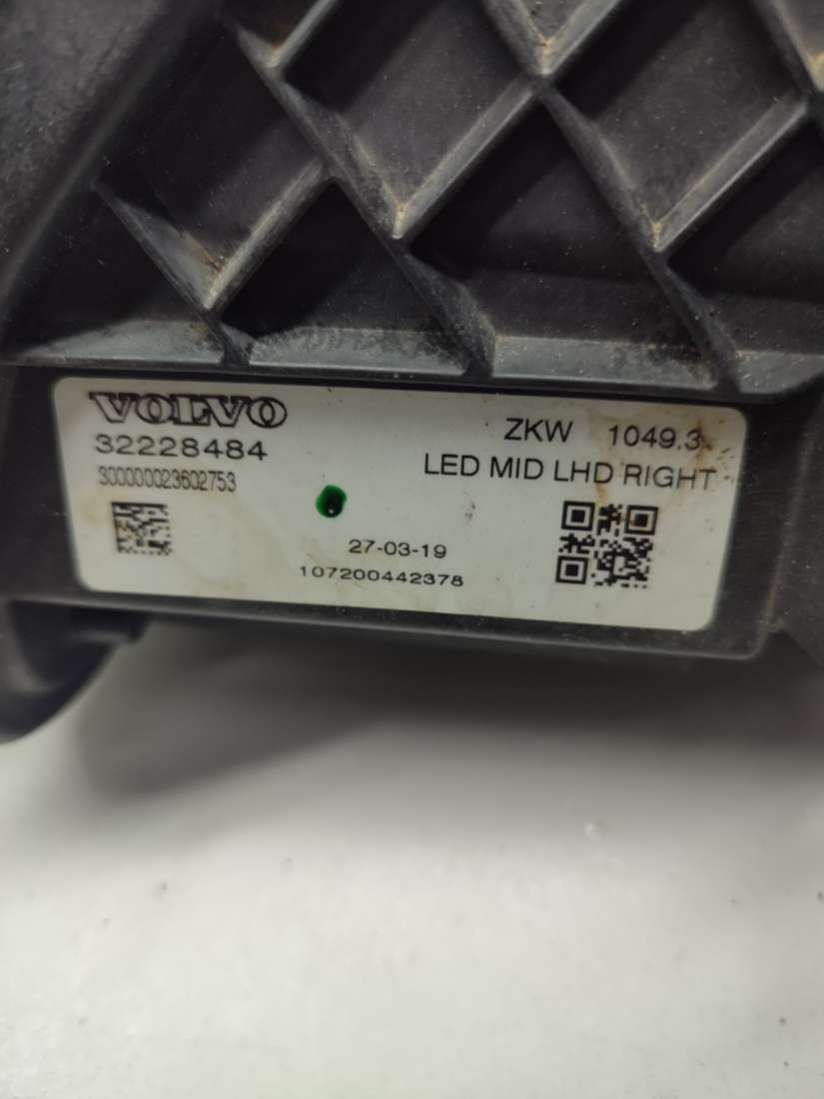 VOLVO
32228484
300000023602753
ZKW 1049.3
LED MID LHD RIGHT
27-03-19
107200442378